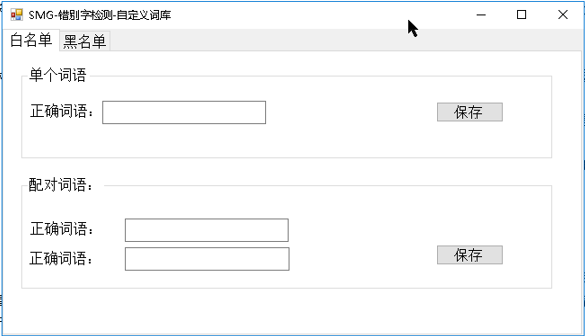 SMG-错别字检测-自定义词库
白名单 黑名单
单个词语
正确词语： 保存
配对词语：
正确词语：
正确词语： 保存